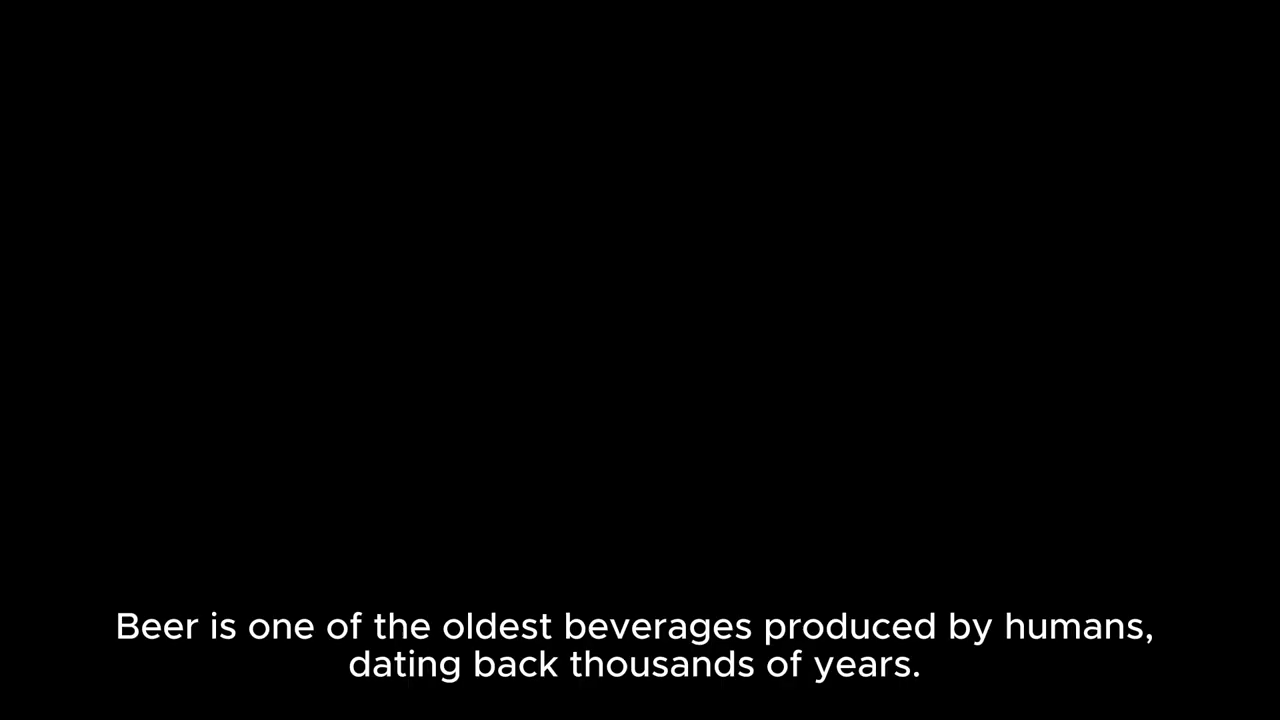 Beer is one of the oldest beverages produced by humans,
dating back thousands of years.